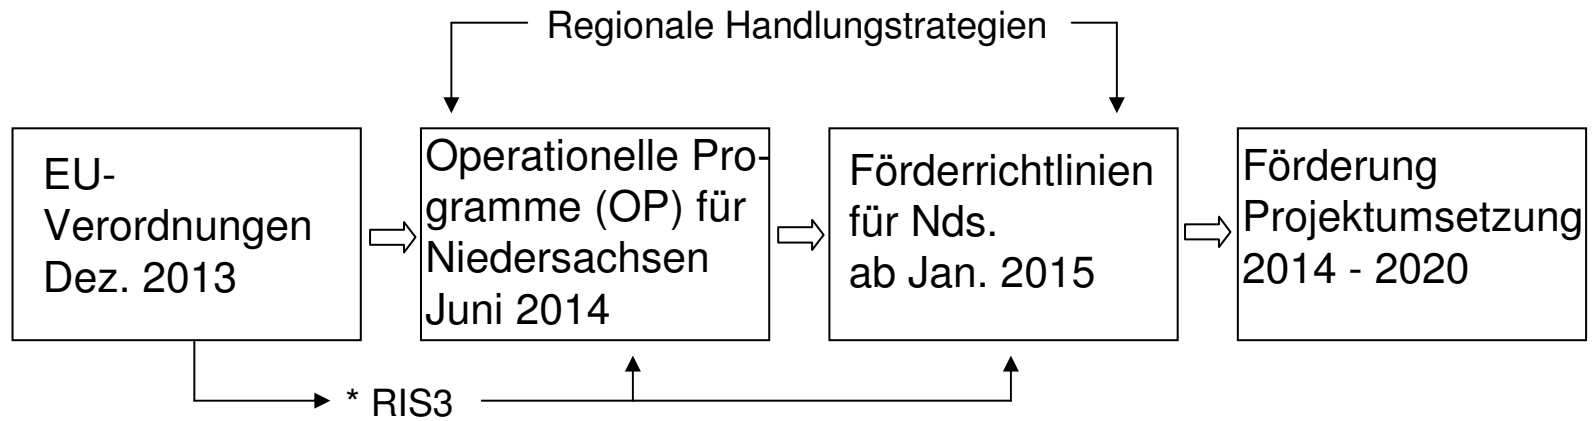 Regionale Handlungstrategien
EU-
Verordnungen
Dez. 2013
Operationelle Pro-
gramme (OP) für
Niedersachsen
Juni 2014
Förderrichtlinien
für Nds.
ab Jan. 2015
Förderung
Projektumsetzung
2014 - 2020
* RIS3